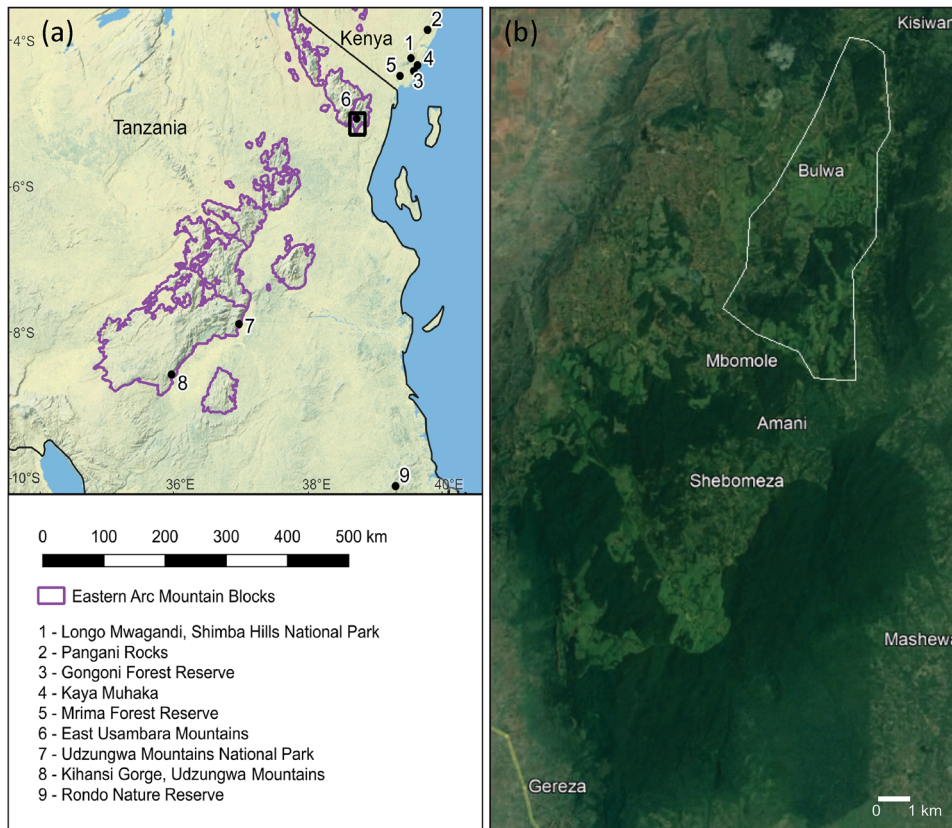 (a)
Kenya
Tanzania
4°S
6°S
8°S
10°S
36°E
38°E
40°E
2
1
4
5
3
6
7
8
9
0 100 200 300 400 500 km
Eastern Arc Mountain Blocks
1 - Longo Mwagandi, Shimba Hills National Park
2 - Pangani Rocks
3 - Gongoni Forest Reserve
4 - Kaya Muhaka
5 - Mrima Forest Reserve
6 - East Usambara Mountains
7 - Udzungwa Mountains National Park
8 - Kihansi Gorge, Udzungwa Mountains
9 - Rondo Nature Reserve
(b)
Kisiwan
Bulwa
Mbomole
Amani
Shebomeza
Mashewa
Gereza
0 1 km